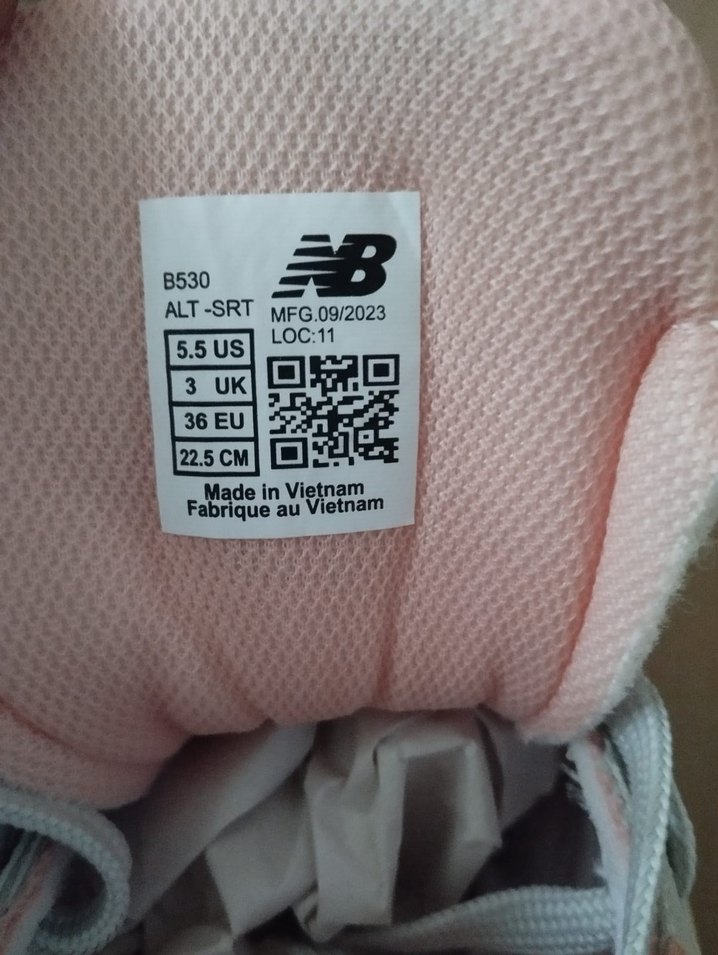 B530
ALT -SRT
NB
MFG.09/2023
LOC:11
5.5 US
3 UK
36 EU
22.5 CM
Made in Vietnam
Fabrique au Vietnam